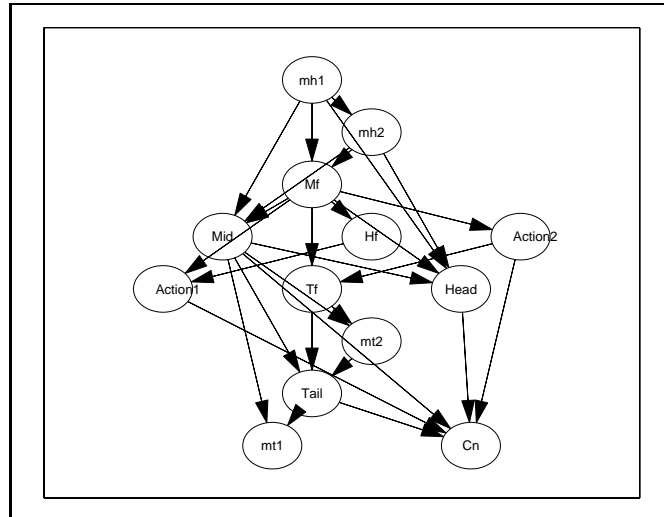 mh1
mh2
Mf
Mid
Hf
Action2
Action1
Tf
Head
mt2
Tail
mt1
Cn